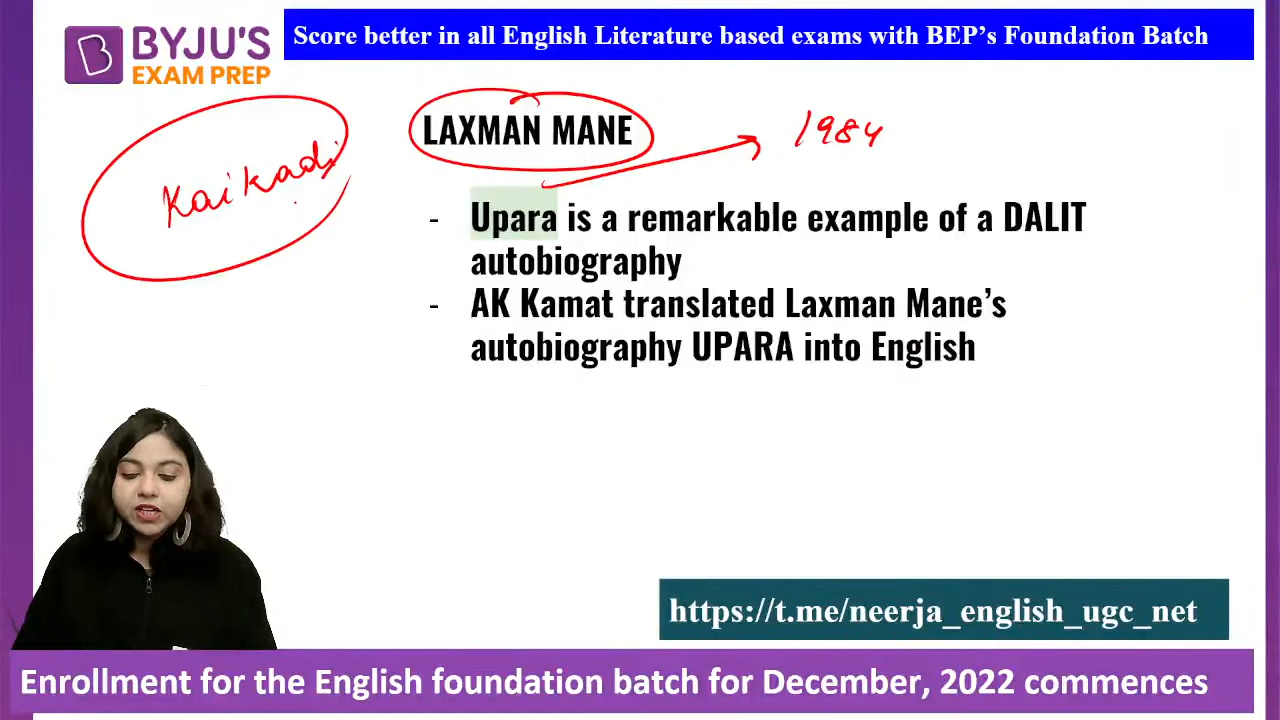 BYJU'S
EXAM PREP
Score better in all English Literature based exams with BEP's Foundation Batch
Kaikadi
LAXMAN MANE
1984
- Upara is a remarkable example of a DALIT
autobiography
- AK Kamat translated Laxman Mane's
autobiography UPARA into English
https://t.me/neerja_english_ugc_net
Enrollment for the English foundation batch for December, 2022 commences